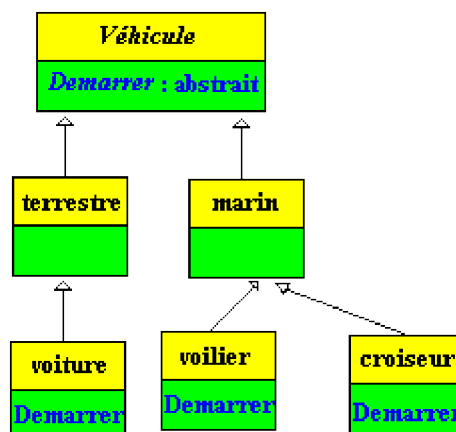 Véhicule
Demarrer : abstrait
terrestre
marin
voiture
voilier
croiseur
Demarrer
Demarrer
Demarrer